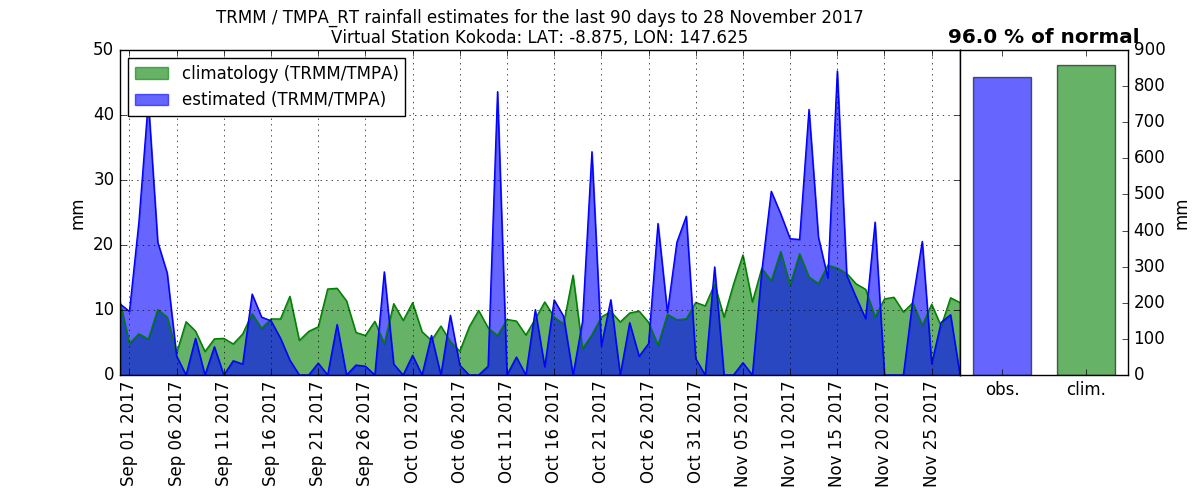 TRMM / TMPA_RT rainfall estimates for the last 90 days to 28 November 2017
Virtual Station Kokoda: LAT: -8.875, LON: 147.625
96.0 % of normal
climatology (TRMM/TMPA)
estimated (TRMM/TMPA)
50
40
30
20
10
0
mm
900
800
700
600
500
400
300
200
100
0
mm
obs.
clim.
Sep 01 2017
Sep 06 2017
Sep 11 2017
Sep 16 2017
Sep 21 2017
Sep 26 2017
Oct 01 2017
Oct 06 2017
Oct 11 2017
Oct 16 2017
Oct 21 2017
Oct 26 2017
Oct 31 2017
Nov 05 2017
Nov 10 2017
Nov 15 2017
Nov 20 2017
Nov 25 2017